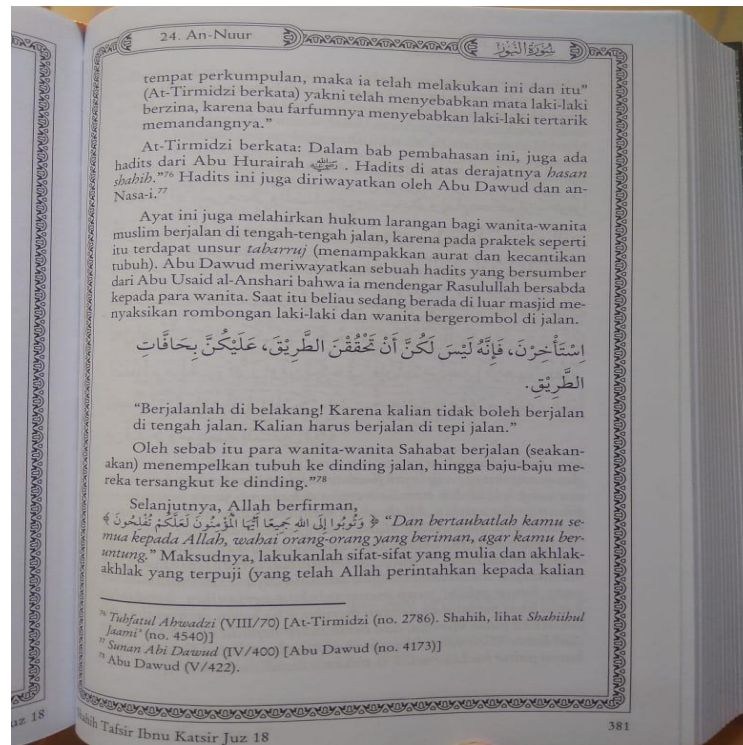 24. An-Nuur
سُورَةُ النُّورِ
tempat perkumpulan, maka ia telah melakukan ini dan itu”
(At-Tirmidzi berkata) yakni telah menyebabkan mata laki-laki
berzina, karena bau farfumnya menyebabkan laki-laki tertarik
memandangnya.”
At-Tirmidzi berkata: Dalam bab pembahasan ini, juga ada
hadits dari Abu Hurairah . Hadits di atas derajatnya hasan
shahih.”⁷⁶ Hadits ini juga diriwayatkan oleh Abu Dawud dan an-
Nasa-i.⁷⁷
Ayat ini juga melahirkan hukum larangan bagi wanita-wanita
muslim berjalan di tengah-tengah jalan, karena pada praktek seperti
itu terdapat unsur tabarruj (menampakkan aurat dan kecantikan
tubuh). Abu Dawud meriwayatkan sebuah hadits yang bersumber
dari Abu Usaid al-Anshari bahwa ia mendengar Rasulullah bersabda
kepada para wanita. Saat itu beliau sedang berada di luar masjid me-
nyaksikan rombongan laki-laki dan wanita bergerombol di jalan.
اِسْتَأْخِرْنَ، فَإِنَّهُ لَيْسَ لَكُنَّ أَنْ تَحْقُقْنَ الطَّرِيْقَ، عَلَيْكُنَّ بِحَافَّاتِ
الطَّرِيْقِ.
“Berjalanlah di belakang! Karena kalian tidak boleh berjalan
di tengah jalan. Kalian harus berjalan di tepi jalan.”
Oleh sebab itu para wanita-wanita Sahabat berjalan (seakan-
akan) menempelkan tubuh ke dinding jalan, hingga baju-baju me-
reka tersangkut ke dinding.”⁷⁸
Selanjutnya, Allah berfirman,
﴿ وَتُوبُوا إِلَى اللهِ جَمِيعًا أَيُّهَا الْمُؤْمِنُونَ لَعَلَّكُمْ تُفْلِحُونَ ﴾ “Dan bertaubatlah kamu se-
mua kepada Allah, wahai orang-orang yang beriman, agar kamu ber-
untung.” Maksudnya, lakukanlah sifat-sifat yang mulia dan akhlak-
akhlak yang terpuji (yang telah Allah perintahkan kepada kalian
⁷⁶ Tuhfatul Ahwadzi (VIII/70) [At-Tirmidzi (no. 2786). Shahih, lihat Shahiihul
Jaami’ (no. 4540)]
⁷⁷ Sunan Abi Dawud (IV/400) [Abu Dawud (no. 4173)]
⁷⁸ Abu Dawud (V/422).
uz 18
Shahih Tafsir Ibnu Katsir Juz 18
381